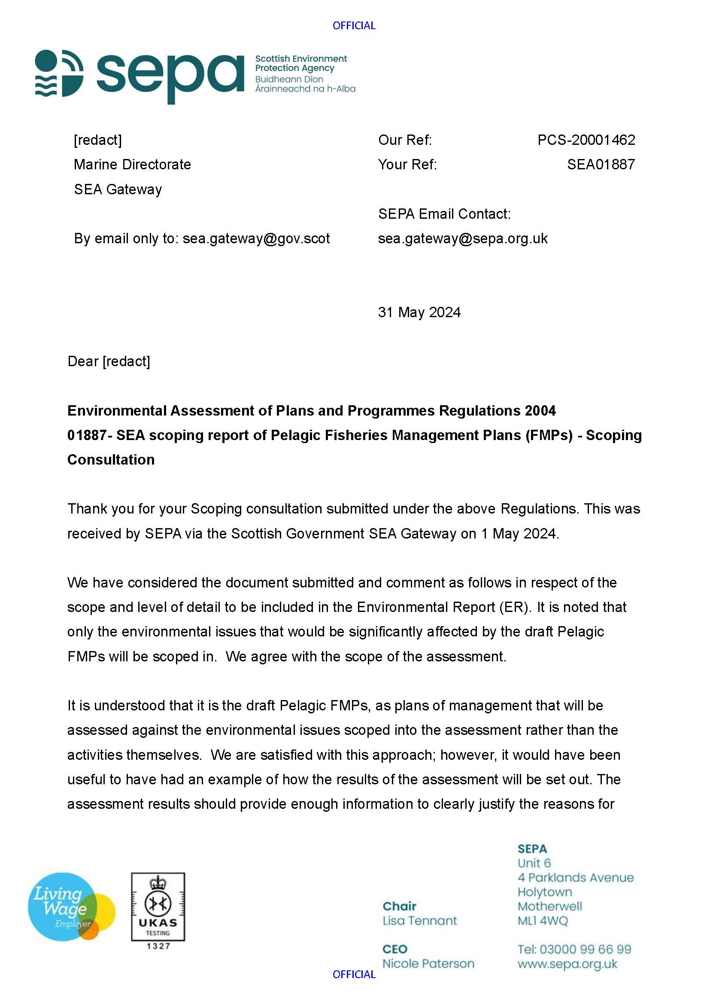 OFFICIAL
sepa
Scottish Environment
Protection Agency
Buidheann Dìon
Àrainneachd na h-Alba
[redact]
Marine Directorate
SEA Gateway
By email only to: sea.gateway@gov.scot
Our Ref: PCS-20001462
Your Ref: SEA01887
SEPA Email Contact:
sea.gateway@sepa.org.uk
31 May 2024
Dear [redact]
Environmental Assessment of Plans and Programmes Regulations 2004
01887- SEA scoping report of Pelagic Fisheries Management Plans (FMPs) - Scoping
Consultation
Thank you for your Scoping consultation submitted under the above Regulations. This was
received by SEPA via the Scottish Government SEA Gateway on 1 May 2024.
We have considered the document submitted and comment as follows in respect of the
scope and level of detail to be included in the Environmental Report (ER). It is noted that
only the environmental issues that would be significantly affected by the draft Pelagic
FMPs will be scoped in.  We agree with the scope of the assessment.
It is understood that it is the draft Pelagic FMPs, as plans of management that will be
assessed against the environmental issues scoped into the assessment rather than the
activities themselves.  We are satisfied with this approach; however, it would have been
useful to have had an example of how the results of the assessment will be set out. The
assessment results should provide enough information to clearly justify the reasons for
Living
Wage
Employer
UKAS
TESTING
1327
Chair
Lisa Tennant
CEO
Nicole Paterson
SEPA
Unit 6
4 Parklands Avenue
Holytown
Motherwell
ML1 4WQ
Tel: 03000 99 66 99
www.sepa.org.uk
OFFICIAL